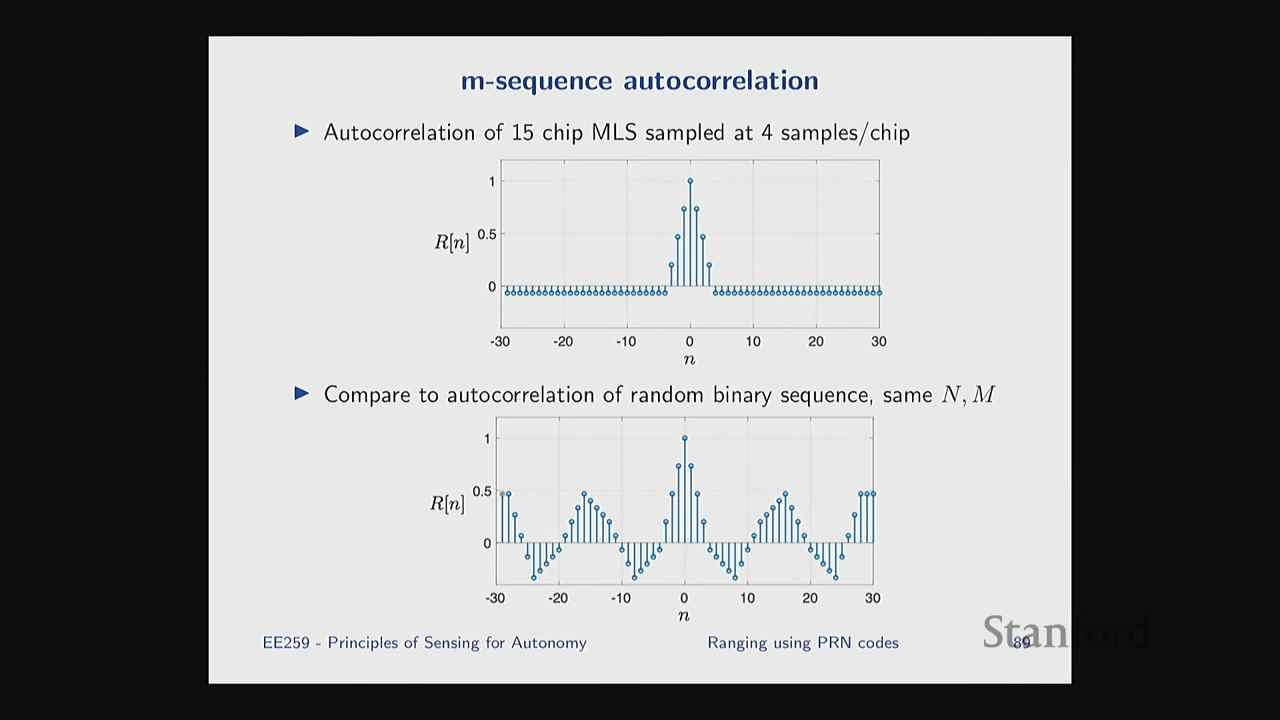 m-sequence autocorrelation
▶ Autocorrelation of 15 chip MLS sampled at 4 samples/chip
1
0.5
0
R[n]
-30 -20 -10 0 10 20 30
n
▶ Compare to autocorrelation of random binary sequence, same N, M
1
0.5
0
R[n]
-30 -20 -10 0 10 20 30
n
EE259 - Principles of Sensing for Autonomy Ranging using PRN codes 89
Stanford